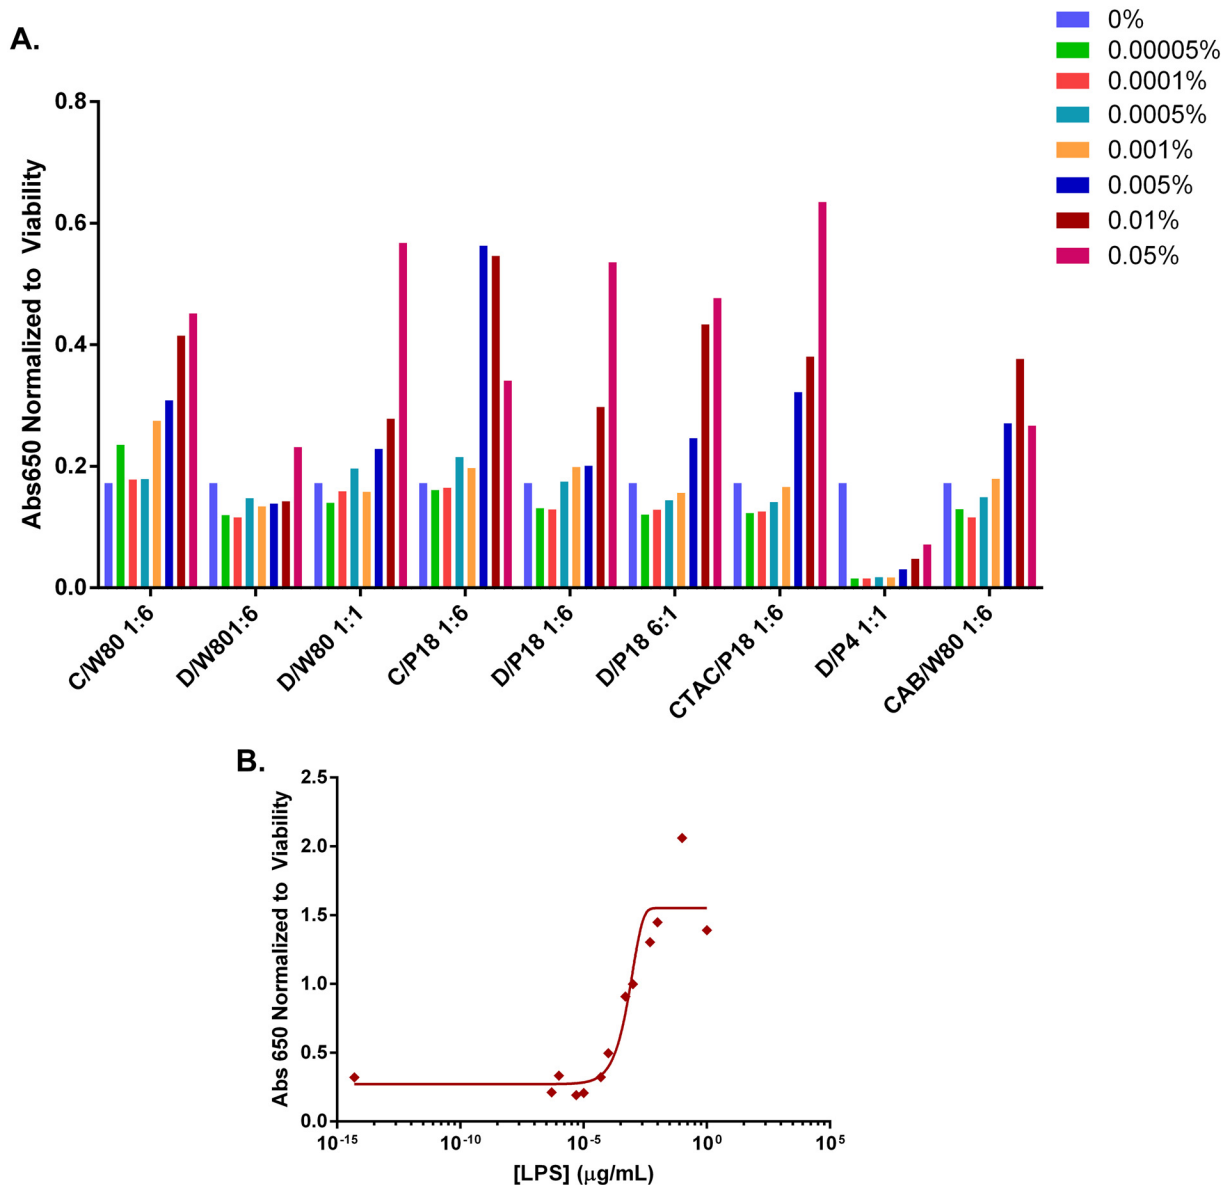 A.
0%
0.00005%
0.0001%
0.0005%
0.001%
0.005%
0.01%
0.05%
Abs650 Normalized to Viability
0.8
0.6
0.4
0.2
0.0
C/W80 1:6
D/W801:6
D/W80 1:1
C/P18 1:6
D/P18 1:6
D/P18 6:1
CTAC/P18 1:6
D/P4 1:1
CAB/W80 1:6
B.
Abs 650 Normalized to Viability
2.5
2.0
1.5
1.0
0.5
0.0
10-15
10-10
10-5
100
105
[LPS] (μg/mL)